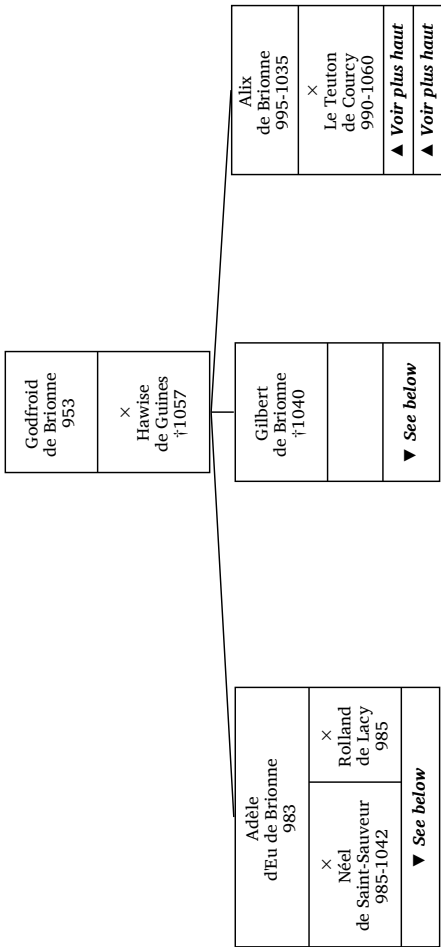 Godfroid
de Brionne
953
×
Hawise
de Guines
†1057
Adèle
d'Eu de Brionne
983
×
Néel
de Saint-Sauveur
985-1042
×
Rolland
de Lacy
985
▼ See below
Gilbert
de Brionne
†1040
▼ See below
Alix
de Brionne
995-1035
×
Le Teuton
de Courcy
990-1060
▲ Voir plus haut
▲ Voir plus haut